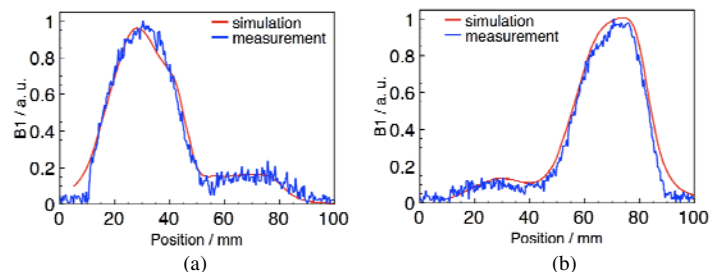 simulation
measurement
B1 / a. u.
1
0.8
0.6
0.4
0.2
0
0 20 40 60 80 100
Position / mm
(a)
simulation
measurement
B1 / a. u.
1
0.8
0.6
0.4
0.2
0
0 20 40 60 80 100
Position / mm
(b)